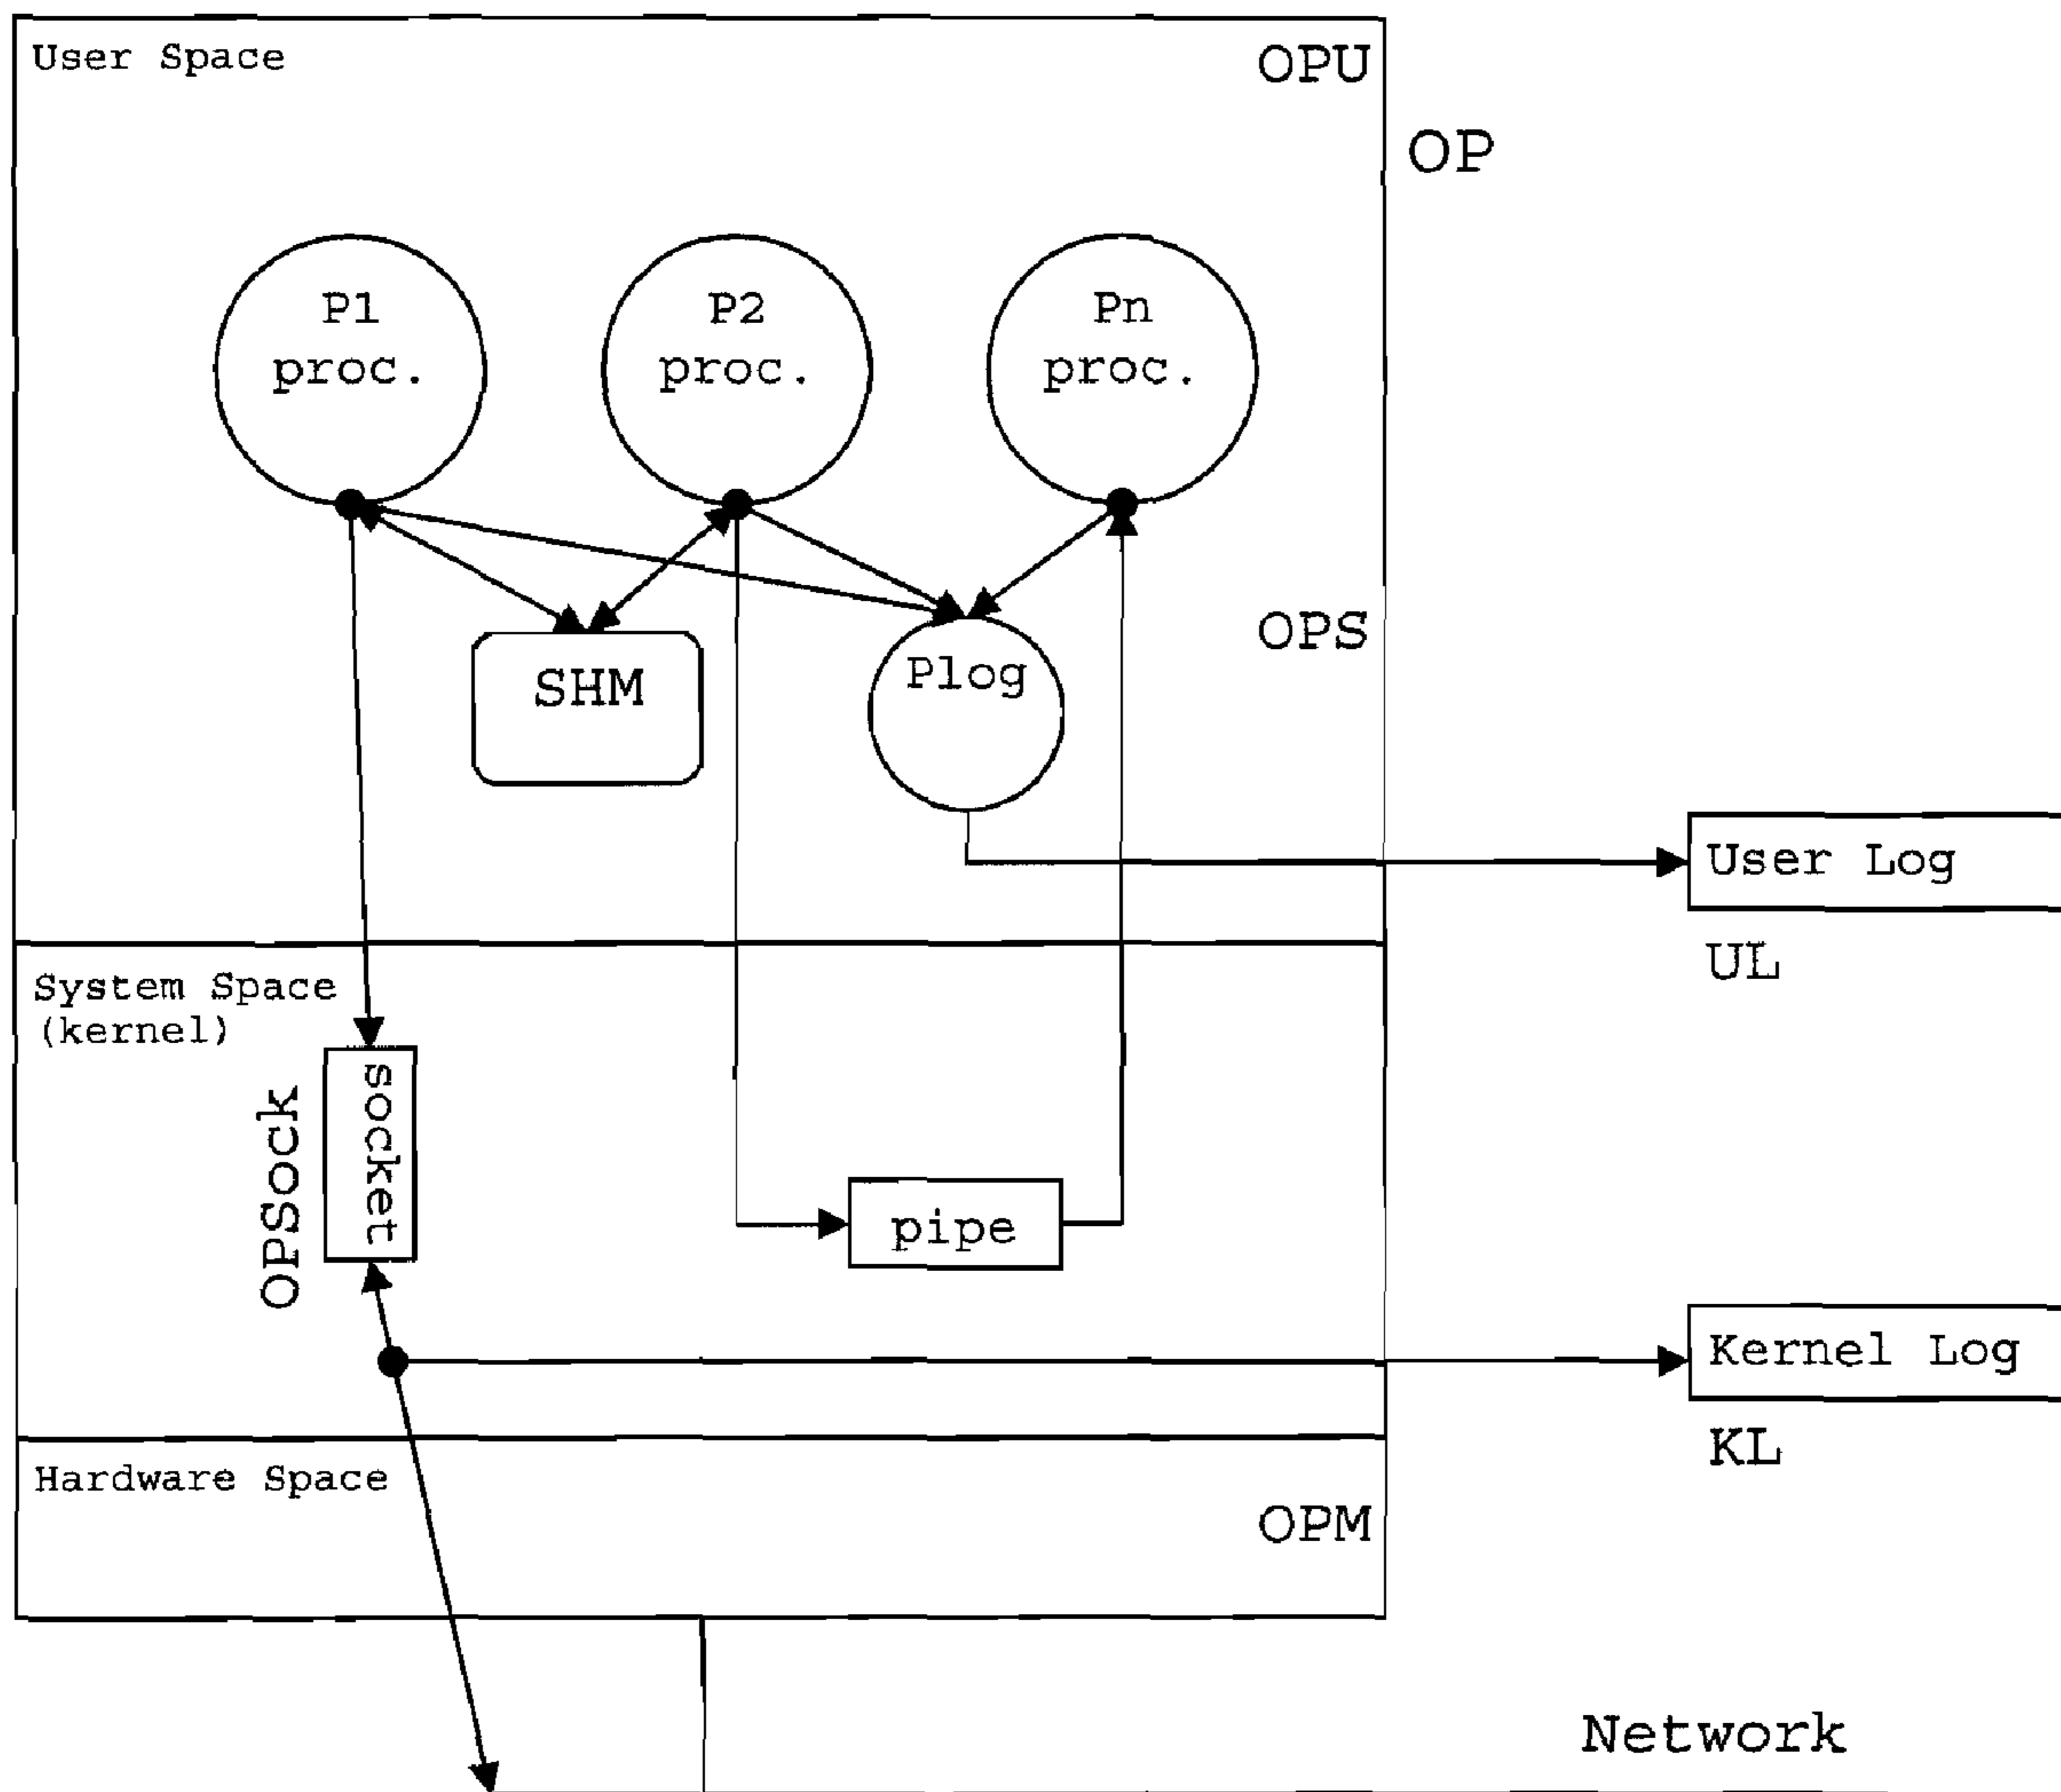 User Space
OPU
OP
P1
proc.
P2
proc.
Pn
proc.
OPS
SHM
Plog
User Log
UL
System Space
(kernel)
OPSock
socket
pipe
Kernel Log
KL
Hardware Space
OPM
Network